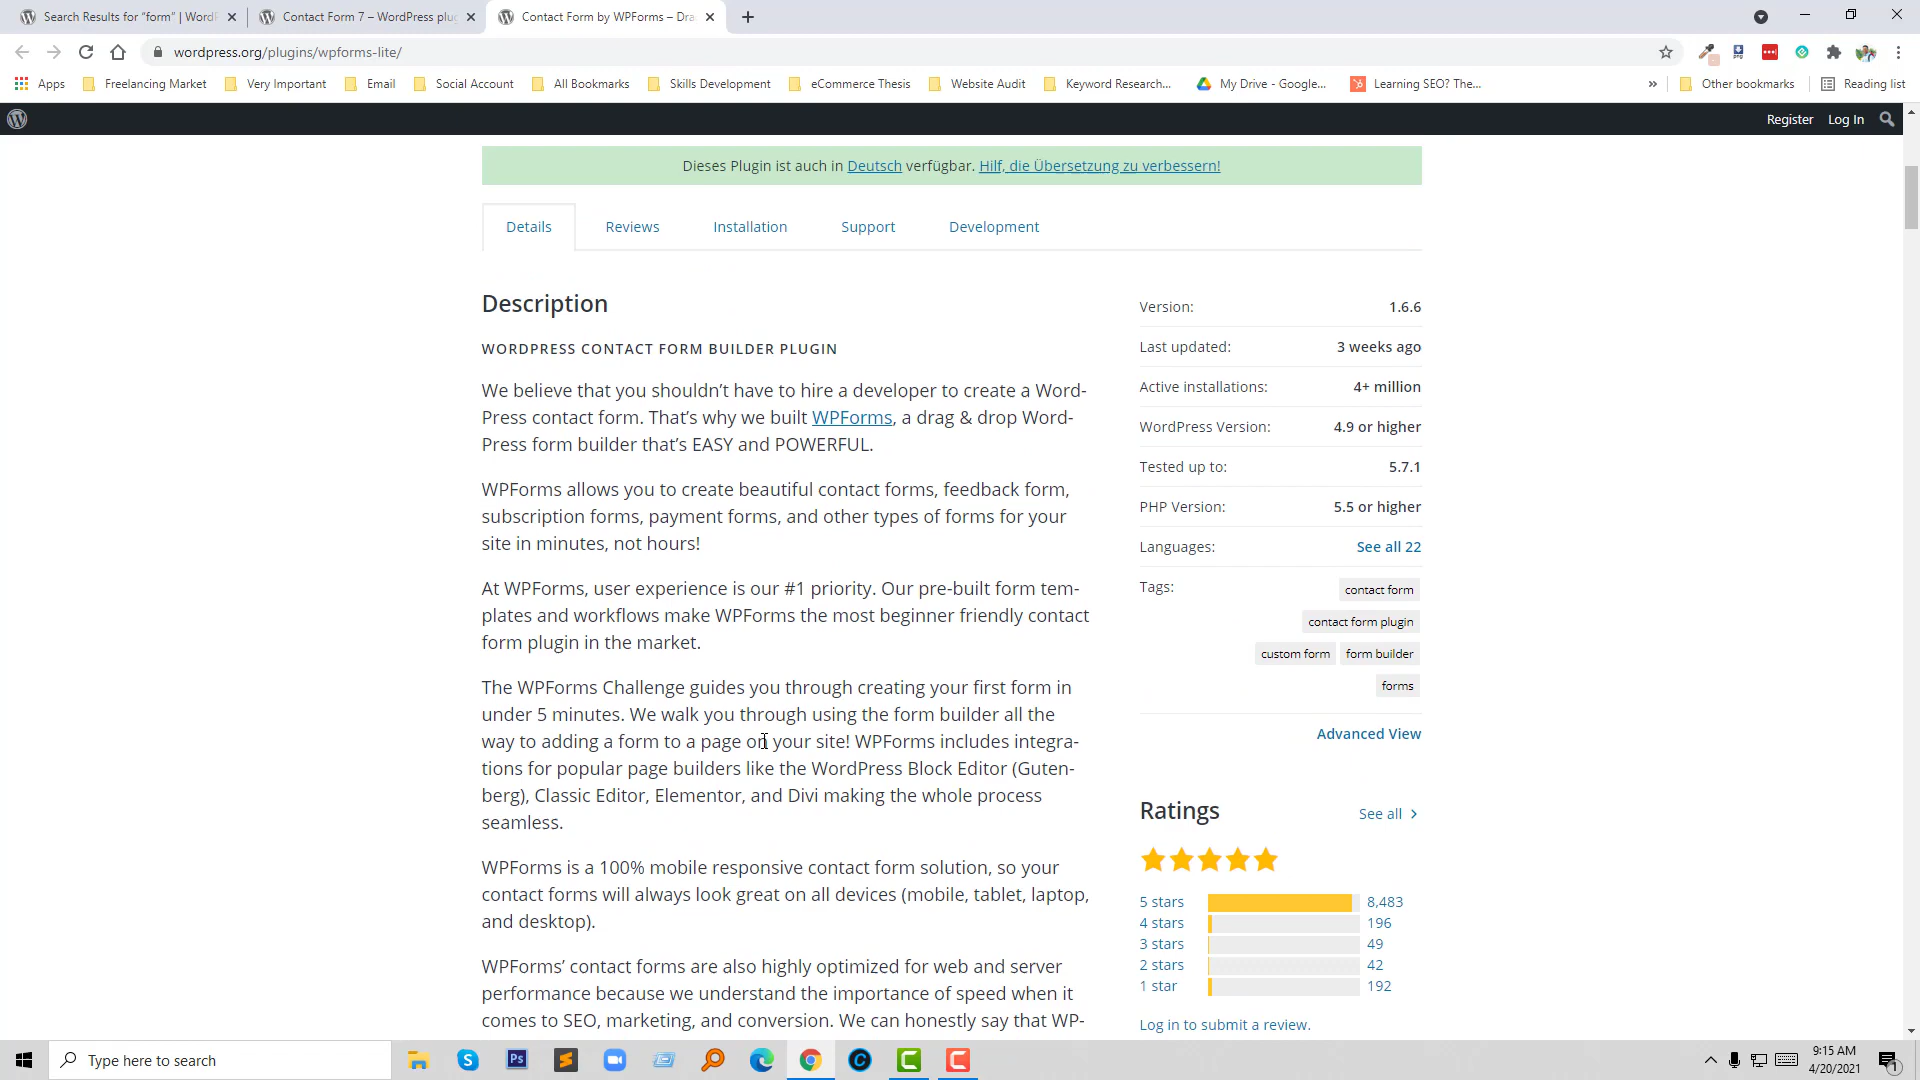 Search Results for “form” | WordP
Contact Form 7 – WordPress plug
Contact Form by WPForms – Dra
wordpress.org/plugins/wpforms-lite/
Apps
Freelancing Market
Very Important
Email
Social Account
All Bookmarks
Skills Development
eCommerce Thesis
Website Audit
Keyword Research...
My Drive - Google...
Learning SEO? The...
Other bookmarks
Reading list
Register
Log In
Dieses Plugin ist auch in Deutsch verfügbar. Hilf, die Übersetzung zu verbessern!
Details
Reviews
Installation
Support
Development
Description
WORDPRESS CONTACT FORM BUILDER PLUGIN
We believe that you shouldn’t have to hire a developer to create a Word-
Press contact form. That’s why we built WPForms, a drag & drop Word-
Press form builder that’s EASY and POWERFUL.
WPForms allows you to create beautiful contact forms, feedback form,
subscription forms, payment forms, and other types of forms for your
site in minutes, not hours!
At WPForms, user experience is our #1 priority. Our pre-built form tem-
plates and workflows make WPForms the most beginner friendly contact
form plugin in the market.
The WPForms Challenge guides you through creating your first form in
under 5 minutes. We walk you through using the form builder all the
way to adding a form to a page on your site! WPForms includes integra-
tions for popular page builders like the WordPress Block Editor (Guten-
berg), Classic Editor, Elementor, and Divi making the whole process
seamless.
WPForms is a 100% mobile responsive contact form solution, so your
contact forms will always look great on all devices (mobile, tablet, laptop,
and desktop).
WPForms’ contact forms are also highly optimized for web and server
performance because we understand the importance of speed when it
comes to SEO, marketing, and conversion. We can honestly say that WP-
Version: 1.6.6
Last updated: 3 weeks ago
Active installations: 4+ million
WordPress Version: 4.9 or higher
Tested up to: 5.7.1
PHP Version: 5.5 or higher
Languages: See all 22
Tags: contact form
contact form plugin
custom form form builder
forms
Advanced View
Ratings
See all
5 stars 8,483
4 stars 196
3 stars 49
2 stars 42
1 star 192
Log in to submit a review.
Type here to search
Ps
9:15 AM
4/20/2021
1